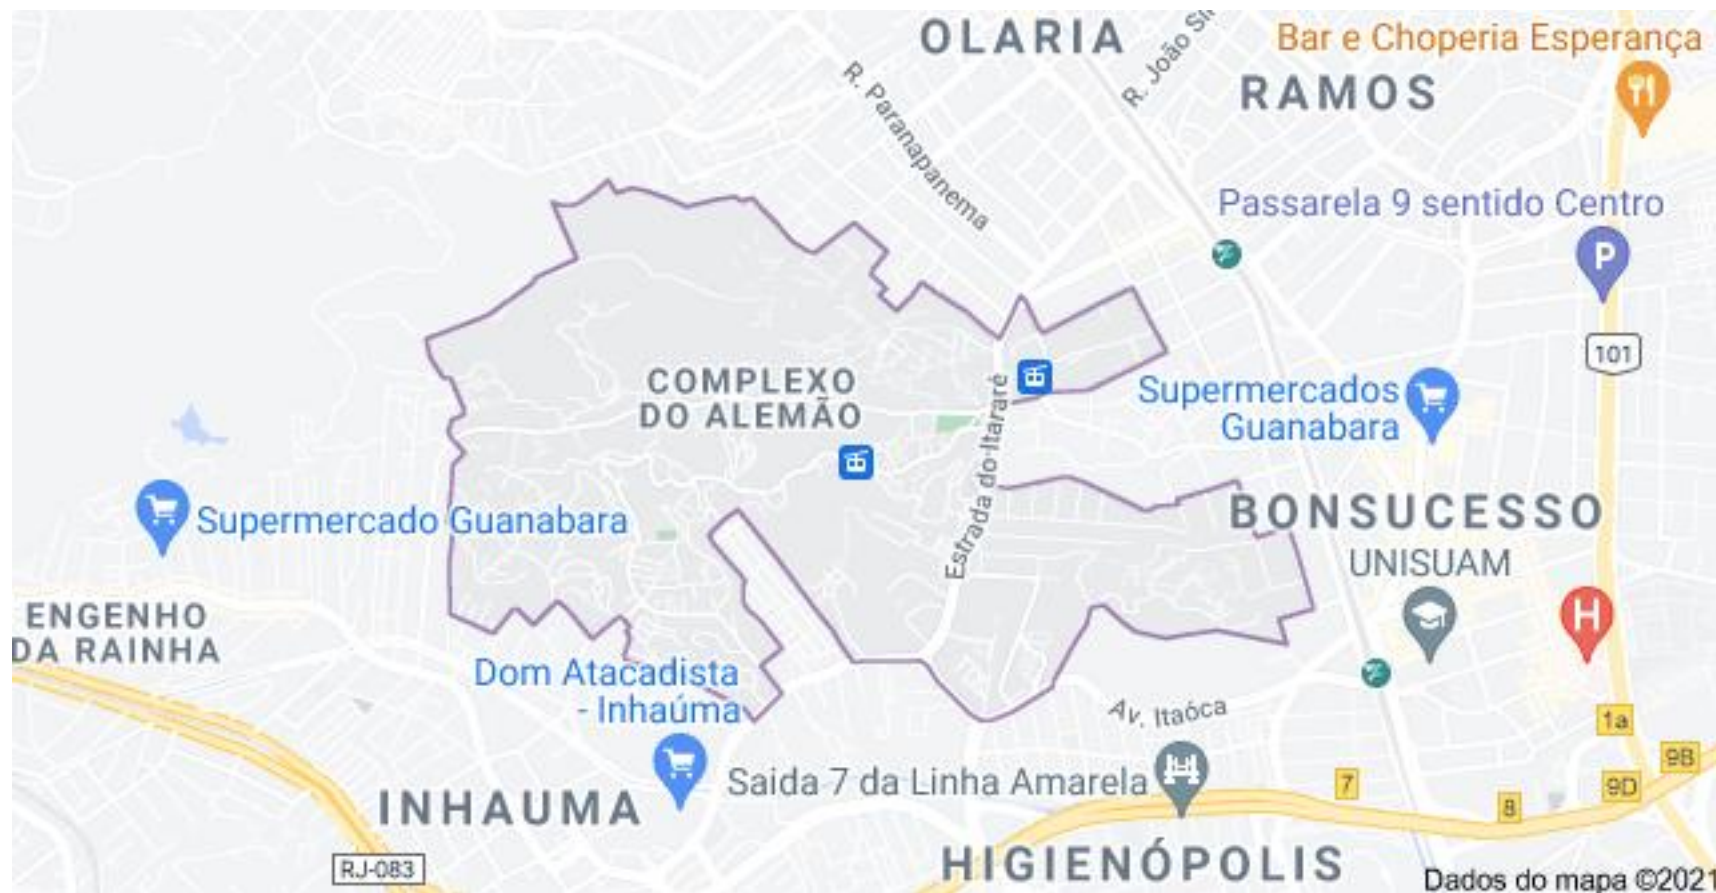 OLARIA
Bar e Choperia Esperança
RAMOS
R. Paranapanema
R. João
Passarela 9 sentido Centro
P
101
COMPLEXO
DO ALEMÃO
Supermercados
Guanabara
Estrada do Itararé
BONSUCESSO
UNISUAM
Supermercado Guanabara
ENGENHO
DA RAINHA
H
Dom Atacadista
- Inhaúma
Av. Itaóca
1a
9B
Saida 7 da Linha Amarela
7
9D
8
INHAUMA
RJ-083
HIGIENÓPOLIS
Dados do mapa ©2021